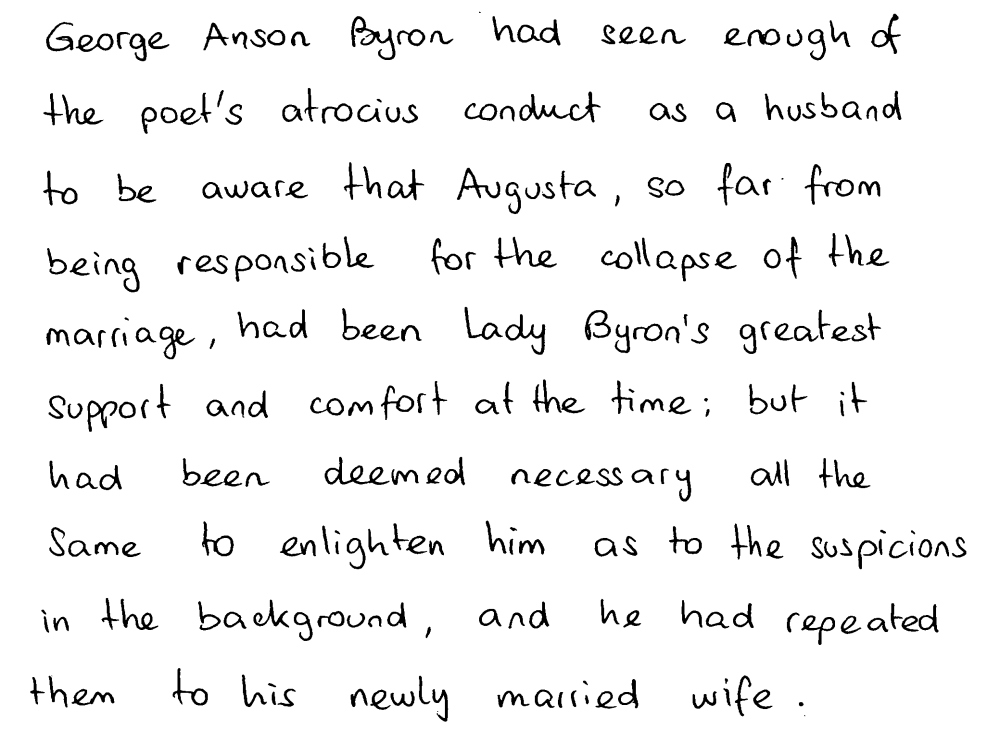 George Anson Byron had seen enough of
the poet's atrocius conduct as a husband
to be aware that Augusta, so far from
being responsible for the collapse of the
marriage, had been Lady Byron's greatest
support and comfort at the time; but it
had been deemed necessary all the
Same to enlighten him as to the suspicions
in the background, and he had repeated
them to his newly married wife.